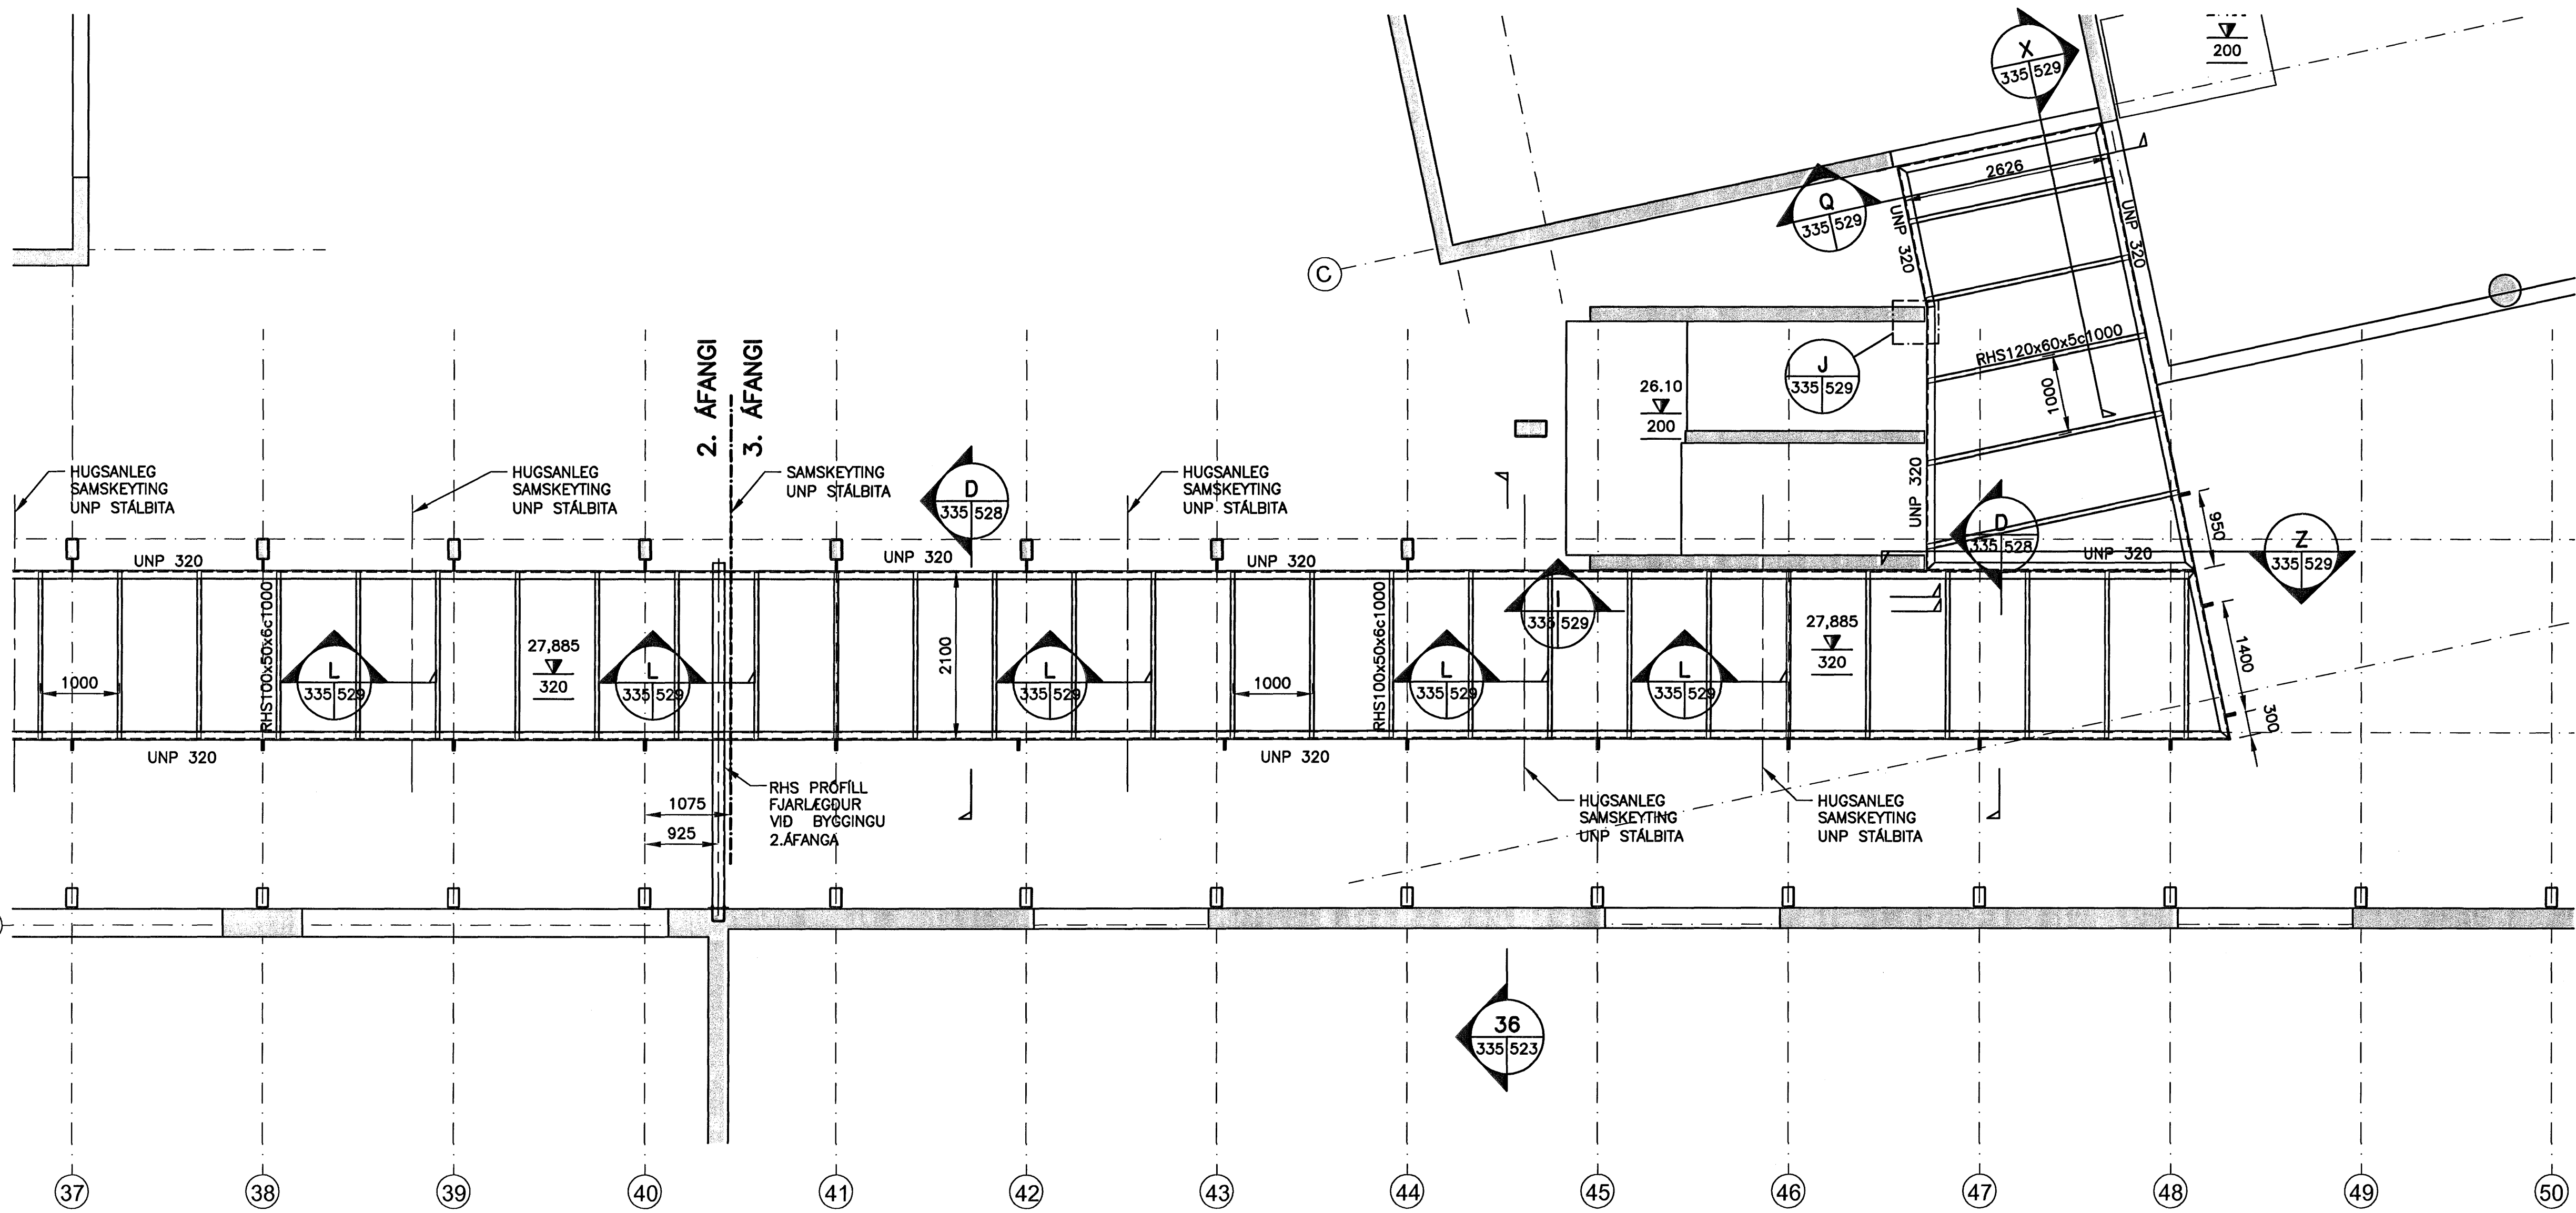 X
335 529
200
2626
Q
335 529
UNP 320
UNP 320
C
J
335 529
RHS120x60x5c1000
1000
26.10
200
2. ÁFANGI
3. ÁFANGI
HUGSANLEG
SAMSKEYTING
UNP STÁLBITA
HUGSANLEG
SAMSKEYTING
UNP STÁLBITA
SAMSKEYTING
UNP STÁLBITA
D
335 528
HUGSANLEG
SAMSKEYTING
UNP STÁLBITA
UNP 320
D
335 528
950
Z
335 529
UNP 320
UNP 320
UNP 320
UNP 320
RHS100x50x6c1000
2100
RHS100x50x6c1000
I
335 529
1000
L
335 529
27,885
320
L
335 529
L
335 529
1000
L
335 529
L
335 529
27,885
320
1400
300
UNP 320
UNP 320
1075
925
RHS PRÓFÍLL
FJARLÆGÐUR
VIÐ BYGGINGU
2.ÁFANGA
HUGSANLEG
SAMSKEYTING
UNP STÁLBITA
HUGSANLEG
SAMSKEYTING
UNP STÁLBITA
36
335 523
37 38 39 40 41 42 43 44 45 46 47 48 49 50